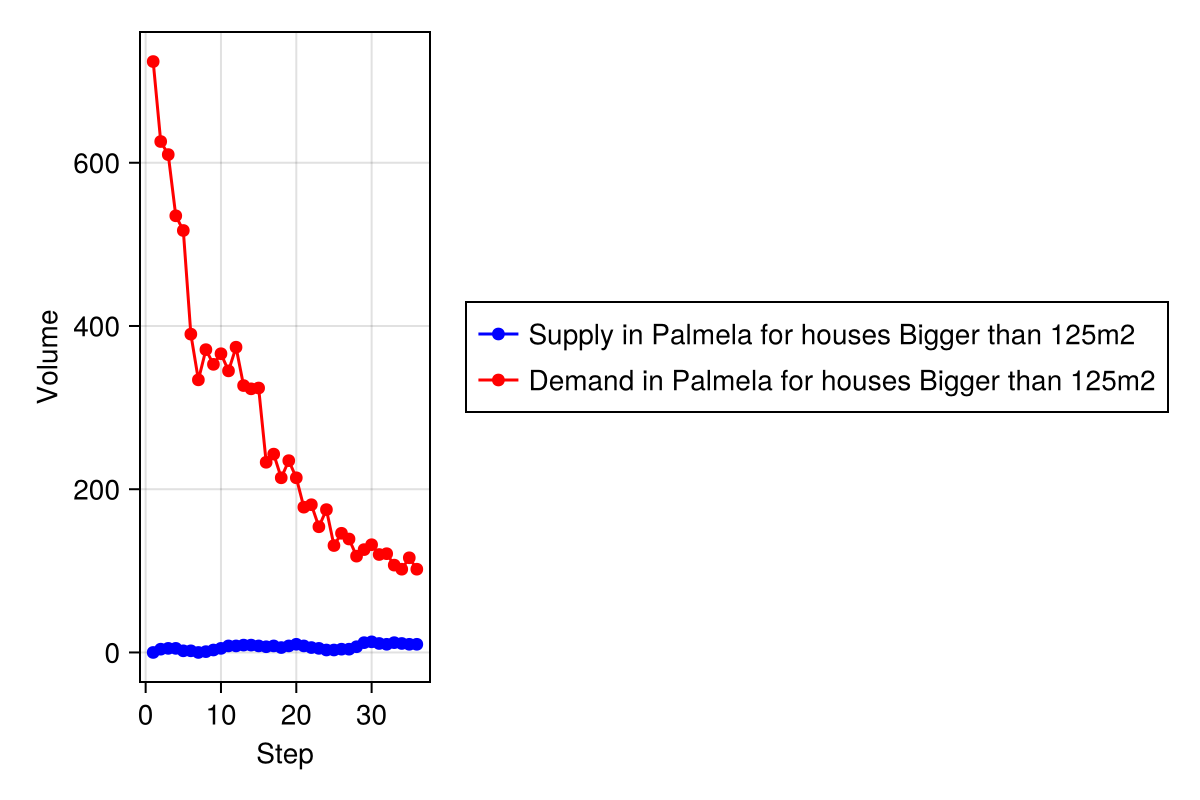 600
400
200
0
Volume
0 10 20 30
Step
Supply in Palmela for houses Bigger than 125m2
Demand in Palmela for houses Bigger than 125m2